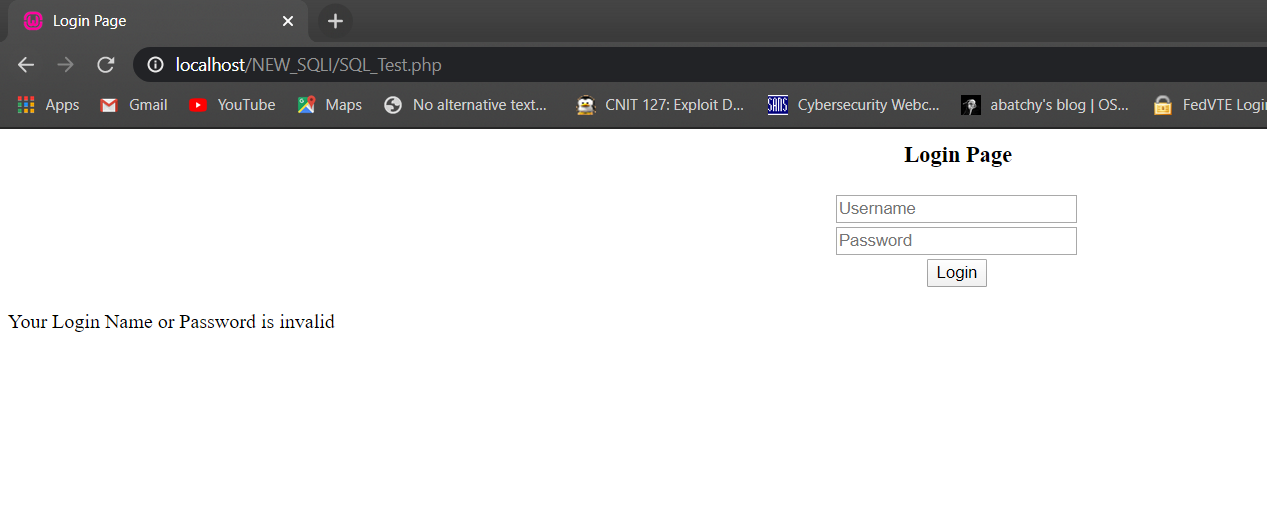 Login Page
localhost/NEW_SQLI/SQL_Test.php
Apps Gmail YouTube Maps No alternative text... CNIT 127: Exploit D... SANS Cybersecurity Webc... abatchy's blog | OS... FedVTE Login
Login Page
Username
Password
Login
Your Login Name or Password is invalid